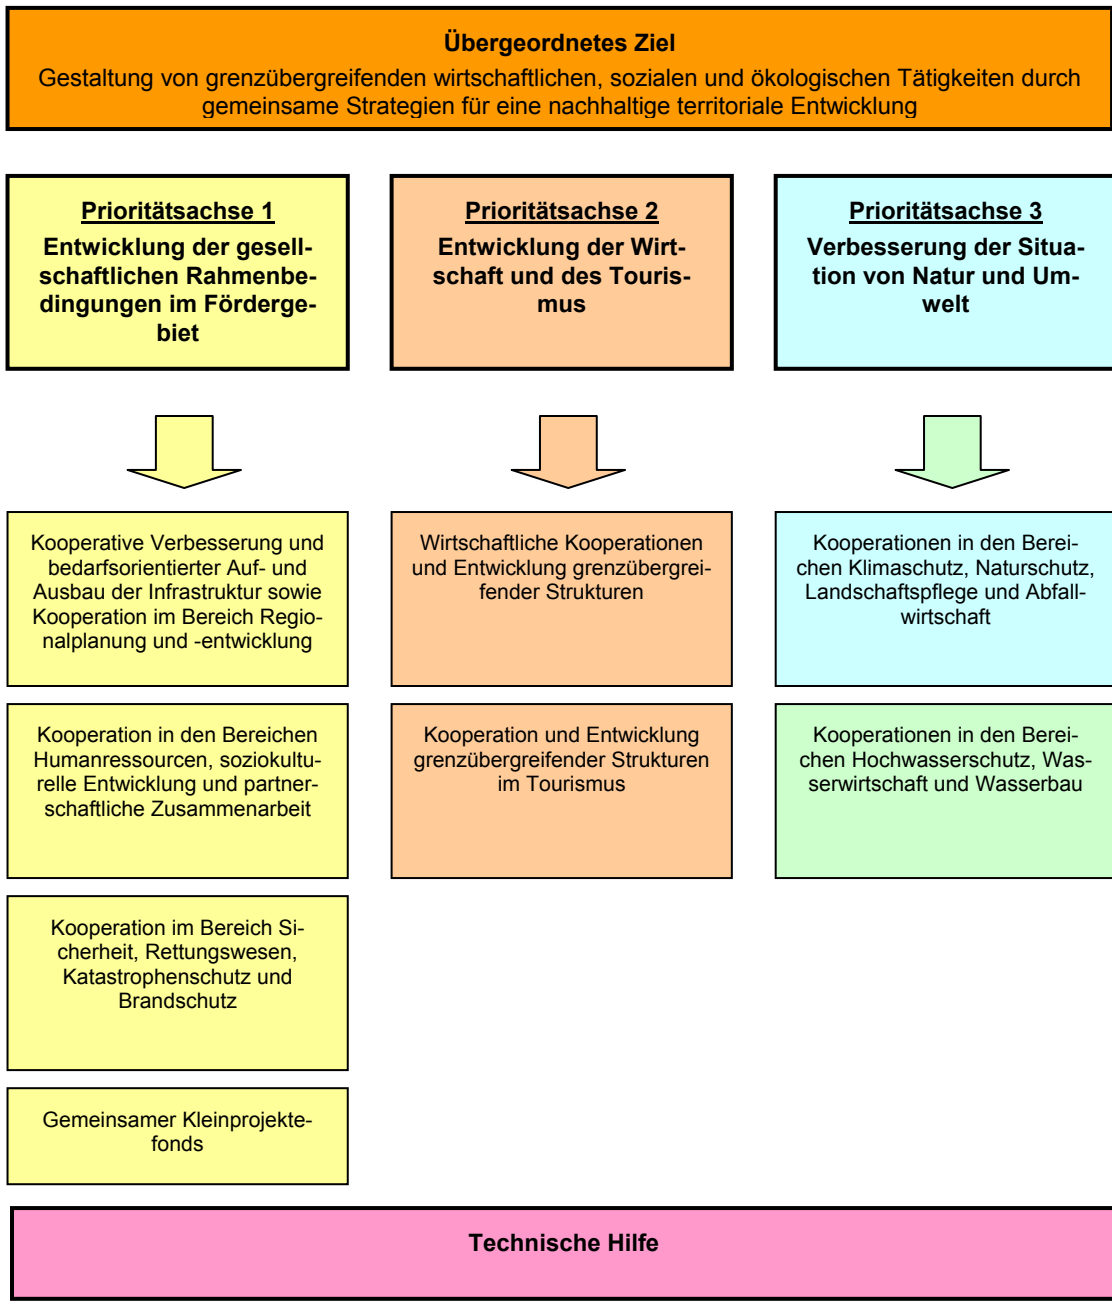 Übergeordnetes Ziel
Gestaltung von grenzübergreifenden wirtschaftlichen, sozialen und ökologischen Tätigkeiten durch
gemeinsame Strategien für eine nachhaltige territoriale Entwicklung
Prioritätsachse 1
Entwicklung der gesell-
schaftlichen Rahmenbe-
dingungen im Förderge-
biet
Prioritätsachse 2
Entwicklung der Wirt-
schaft und des Touris-
mus
Prioritätsachse 3
Verbesserung der Situa-
tion von Natur und Um-
welt
Kooperative Verbesserung und
bedarfsorientierter Auf- und
Ausbau der Infrastruktur sowie
Kooperation im Bereich Regio-
nalplanung und -entwicklung
Kooperation in den Bereichen
Humanressourcen, soziokultu-
relle Entwicklung und partner-
schaftliche Zusammenarbeit
Kooperation im Bereich Si-
cherheit, Rettungswesen,
Katastrophenschutz und
Brandschutz
Gemeinsamer Kleinprojekte-
fonds
Wirtschaftliche Kooperationen
und Entwicklung grenzübergrei-
fender Strukturen
Kooperation und Entwicklung
grenzübergreifender Strukturen
im Tourismus
Kooperationen in den Berei-
chen Klimaschutz, Naturschutz,
Landschaftspflege und Abfall-
wirtschaft
Kooperationen in den Berei-
chen Hochwasserschutz, Was-
serwirtschaft und Wasserbau
Technische Hilfe